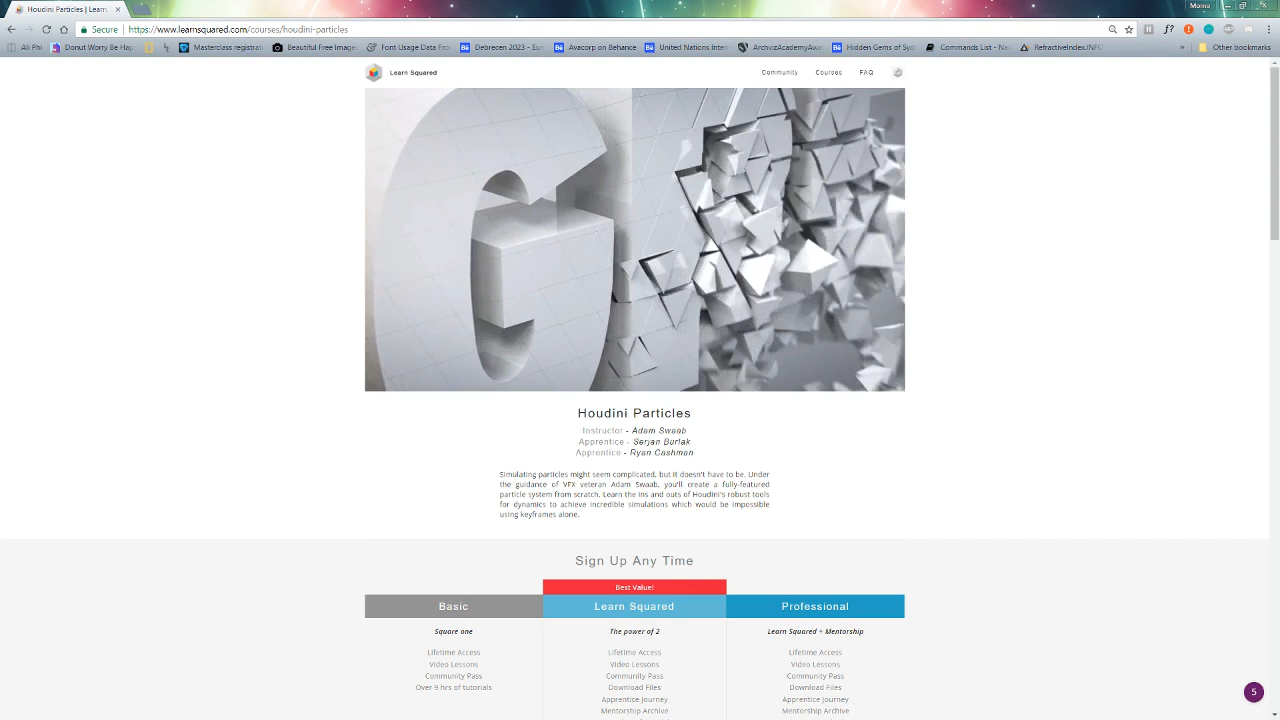 Houdini Particles | Learn
Momo
Secure
https://www.learnsquared.com/courses/houdini-particles
Ali Phi
Donut Worry Be Hap
Masterclass registrat
Beautiful Free Image
Font Usage Data Fro
Debrecen 2023 - Eur
Avacorp on Behance
United Nations Inter
ArchvizAcademyAwar
Hidden Gems of Syd
Commands List - Na
RefractiveIndex.INFO
Other bookmarks
Learn Squared
Community
Courses
FAQ
Houdini Particles
Instructor - Adam Swaab
Apprentice - Serjan Burlak
Apprentice - Ryan Cashman
Simulating particles might seem complicated, but it doesn't have to be. Under
the guidance of VFX veteran Adam Swaab, you'll create a fully-featured
particle system from scratch. Learn the ins and outs of Houdini's robust tools
for dynamics to achieve incredible simulations which would be impossible
using keyframes alone.
Sign Up Any Time
Best Value!
Basic
Learn Squared
Professional
Square one
The power of 2
Learn Squared + Mentorship
Lifetime Access
Lifetime Access
Lifetime Access
Video Lessons
Video Lessons
Video Lessons
Community Pass
Community Pass
Community Pass
Over 9 hrs of tutorials
Download Files
Download Files
Apprentice Journey
Apprentice Journey
Mentorship Archive
Mentorship Archive
5